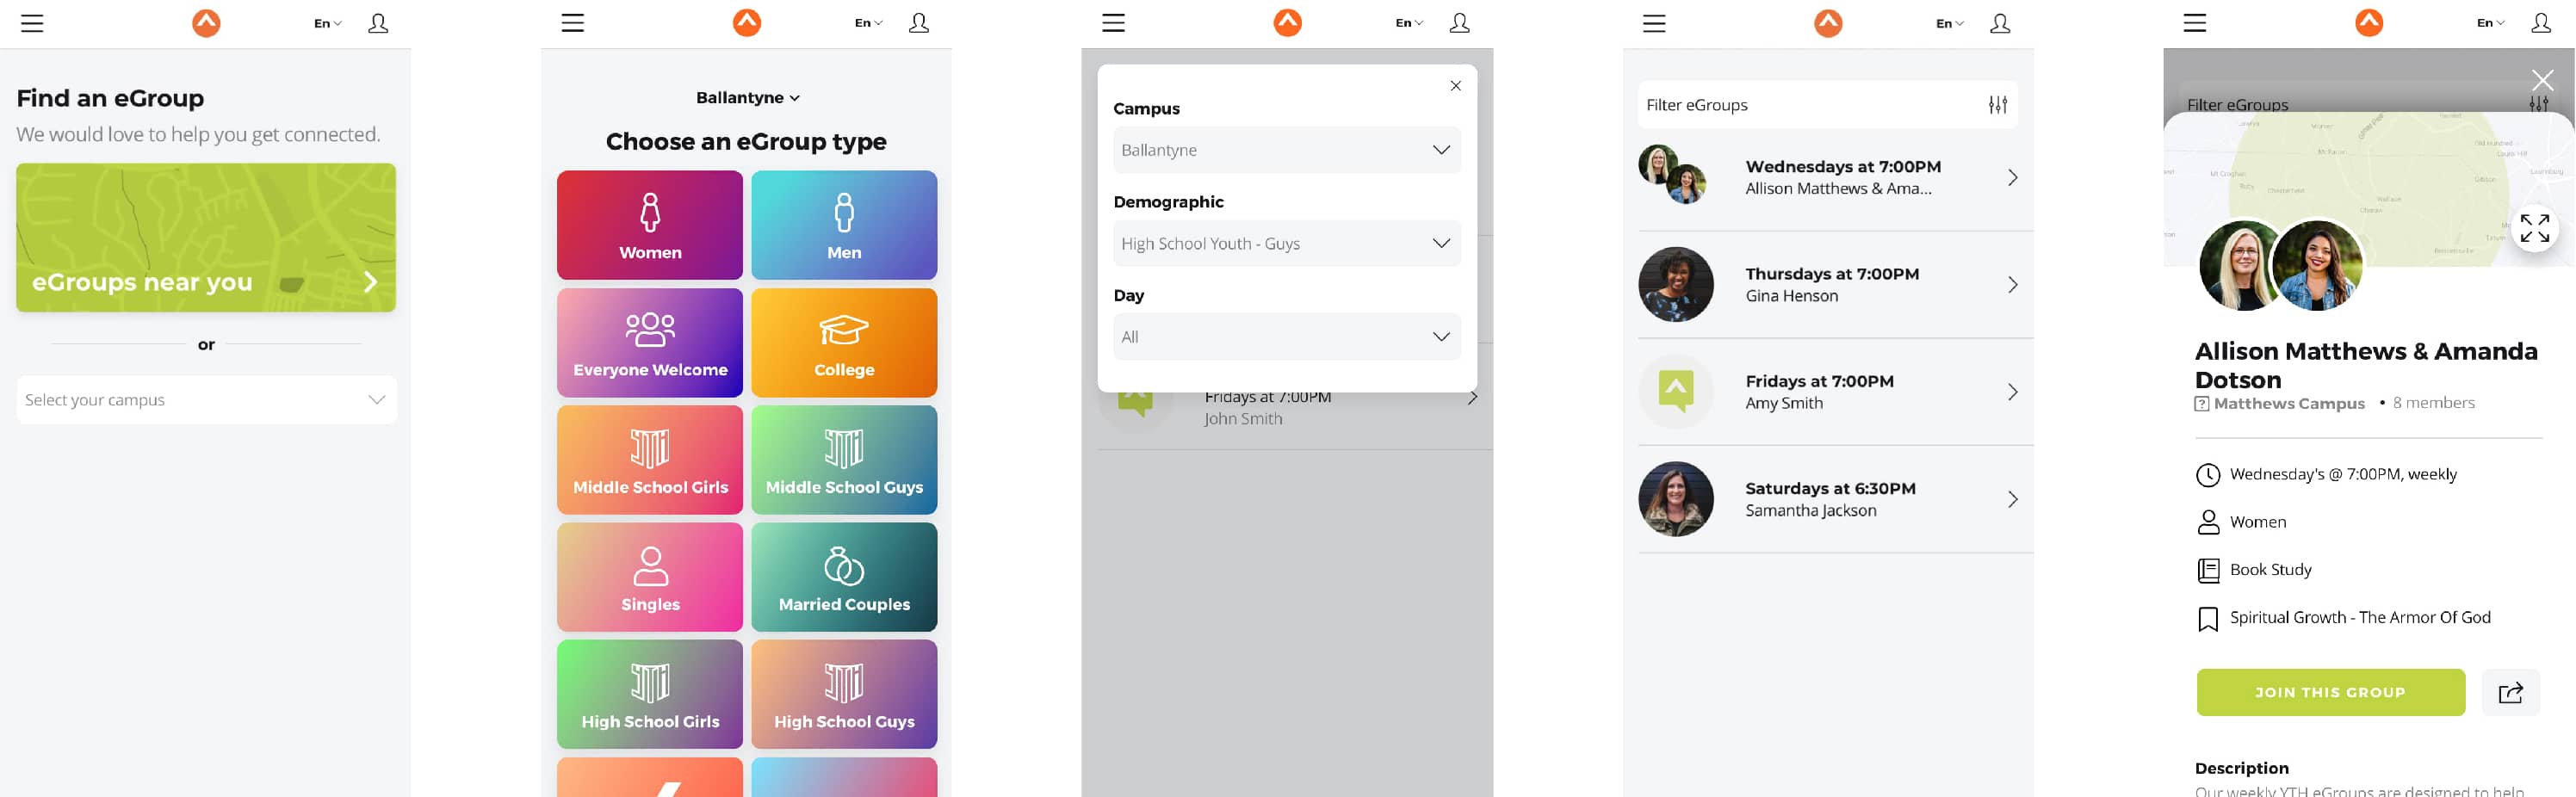 En
Find an eGroup
We would love to help you get connected.
eGroups near you
or
Select your campus
En
Ballantyne
Choose an eGroup type
Women
Men
Everyone Welcome
College
Middle School Girls
Middle School Guys
Singles
Married Couples
High School Girls
High School Guys
En
Campus
Ballantyne
Demographic
High School Youth - Guys
Day
All
Fridays at 7:00PM
John Smith
En
Filter eGroups
Wednesdays at 7:00PM
Allison Matthews & Ama...
Thursdays at 7:00PM
Gina Henson
Fridays at 7:00PM
Amy Smith
Saturdays at 6:30PM
Samantha Jackson
En
Filter eGroups
Allison Matthews & Amanda
Dotson
Matthews Campus • 8 members
Wednesday's @ 7:00PM, weekly
Women
Book Study
Spiritual Growth - The Armor Of God
JOIN THIS GROUP
Description
Our weekly YTH eGroups are designed to help